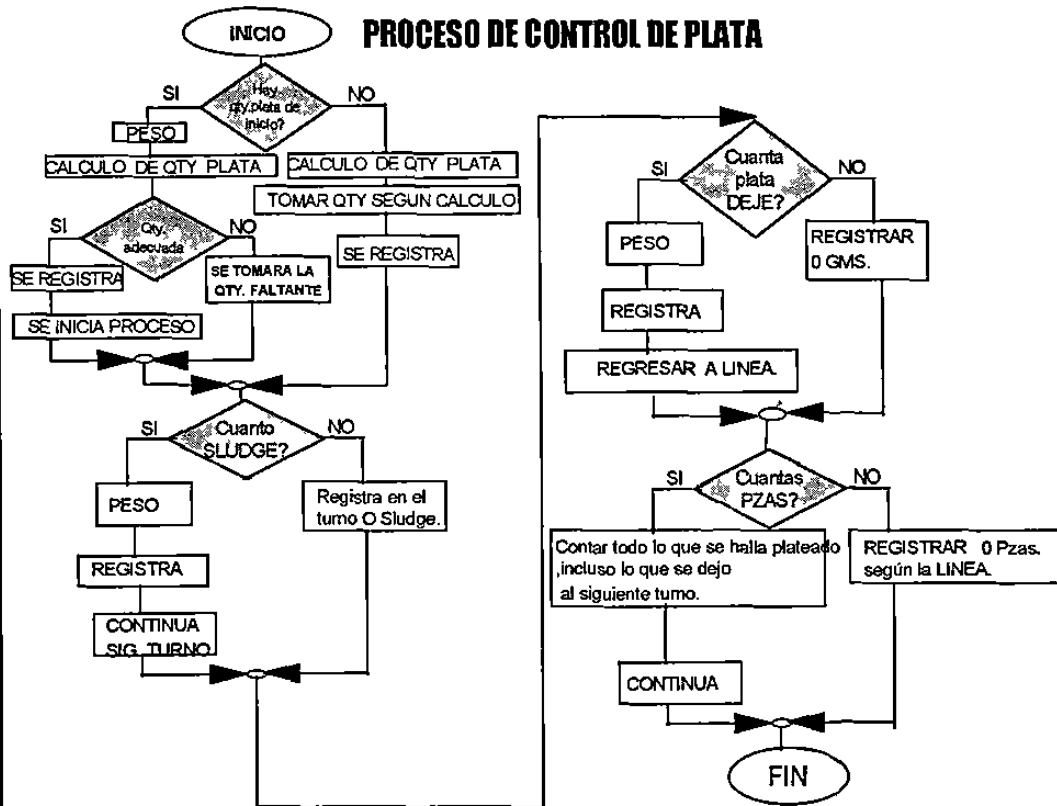 INICIO
PROCESO DE CONTROL DE PLATA
Hay
qty.plata de
inicio?
SI
NO
PESO
CALCULO DE QTY PLATA
CALCULO DE QTY PLATA
TOMAR QTY SEGUN CALCULO
SE REGISTRA
Qty.
adecuada
SI
NO
SE REGISTRA
SE TOMARA LA
QTY. FALTANTE
SE INICIA PROCESO
Cuanto
SLUDGE?
SI
NO
PESO
Registra en el
turno O Sludge.
REGISTRA
CONTINUA
SIG. TURNO
Cuanta
plata
DEJE?
SI
NO
PESO
REGISTRAR
0 GMS.
REGISTRA
REGRESAR A LINEA.
Cuantas
PZAS?
SI
NO
Contar todo lo que se halla plateado
,incluso lo que se dejo
al siguiente turno.
REGISTRAR 0 Pzas.
según la LINEA.
CONTINUA
FIN